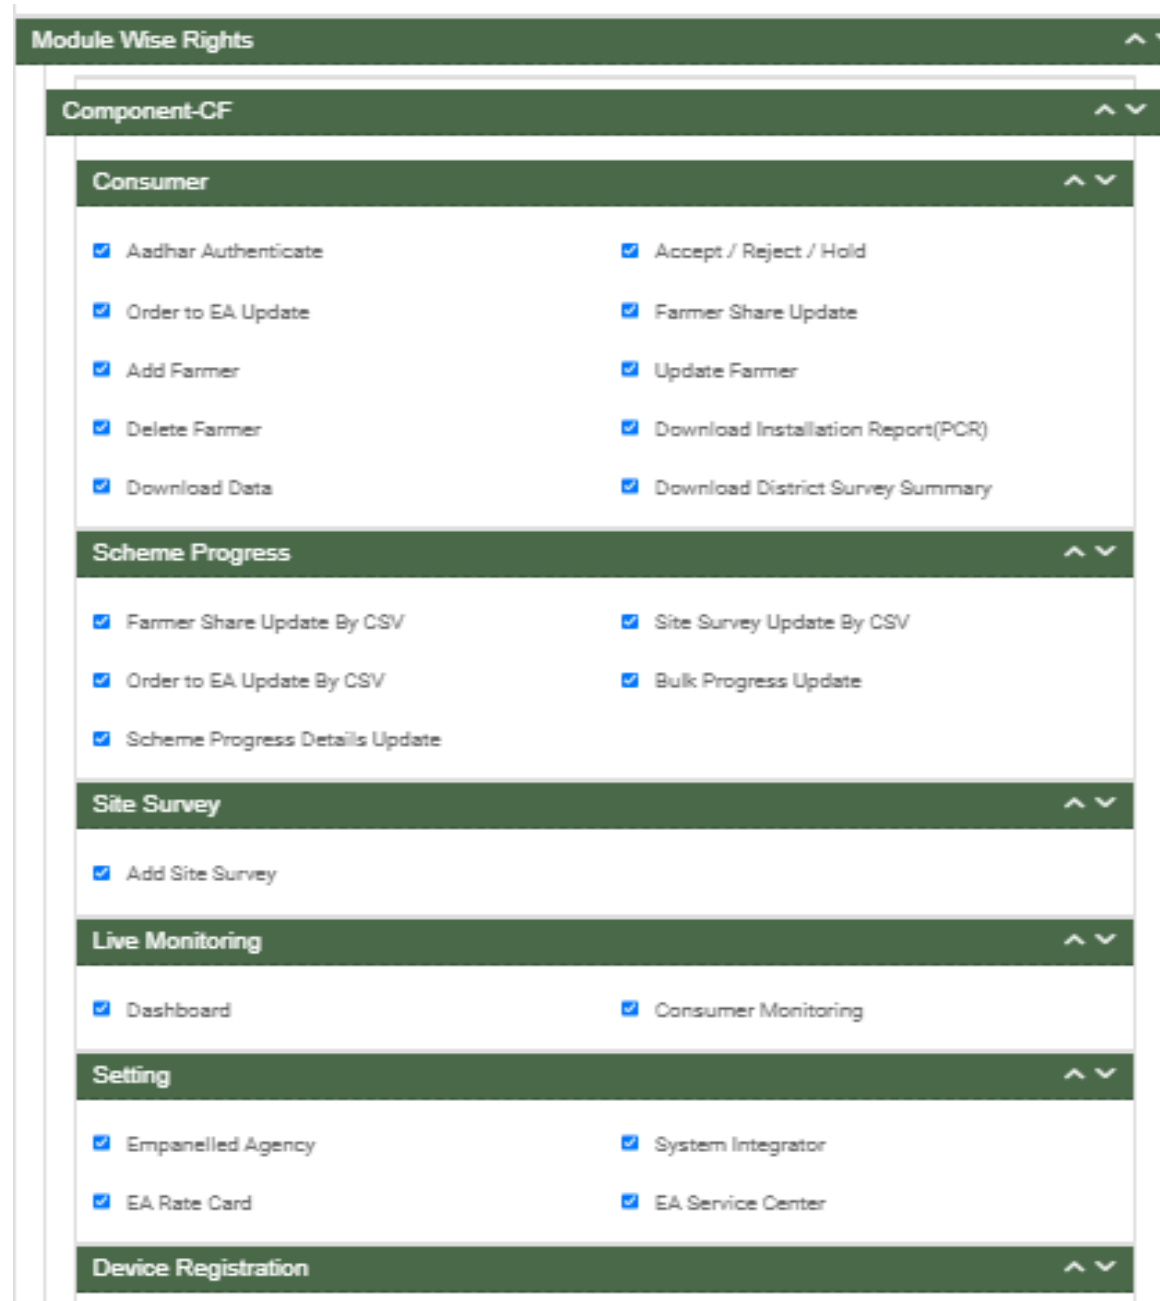 Module Wise Rights
Component-CF
Consumer
Aadhar Authenticate
Accept / Reject / Hold
Order to EA Update
Farmer Share Update
Add Farmer
Update Farmer
Delete Farmer
Download Installation Report(PCR)
Download Data
Download District Survey Summary
Scheme Progress
Farmer Share Update By CSV
Site Survey Update By CSV
Order to EA Update By CSV
Bulk Progress Update
Scheme Progress Details Update
Site Survey
Add Site Survey
Live Monitoring
Dashboard
Consumer Monitoring
Setting
Empanelled Agency
System Integrator
EA Rate Card
EA Service Center
Device Registration